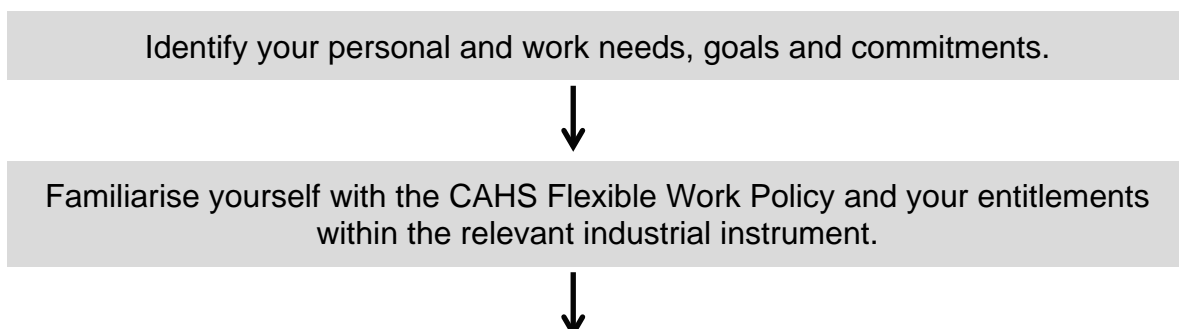 Identify your personal and work needs, goals and commitments.
Familiarise yourself with the CAHS Flexible Work Policy and your entitlements
within the relevant industrial instrument.